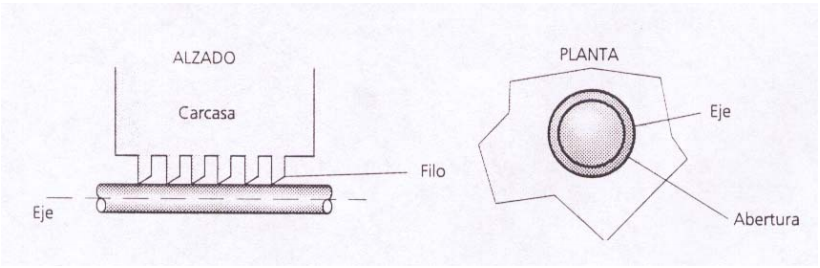 ALZADO
Carcasa
Filo
Eje
PLANTA
Eje
Abertura